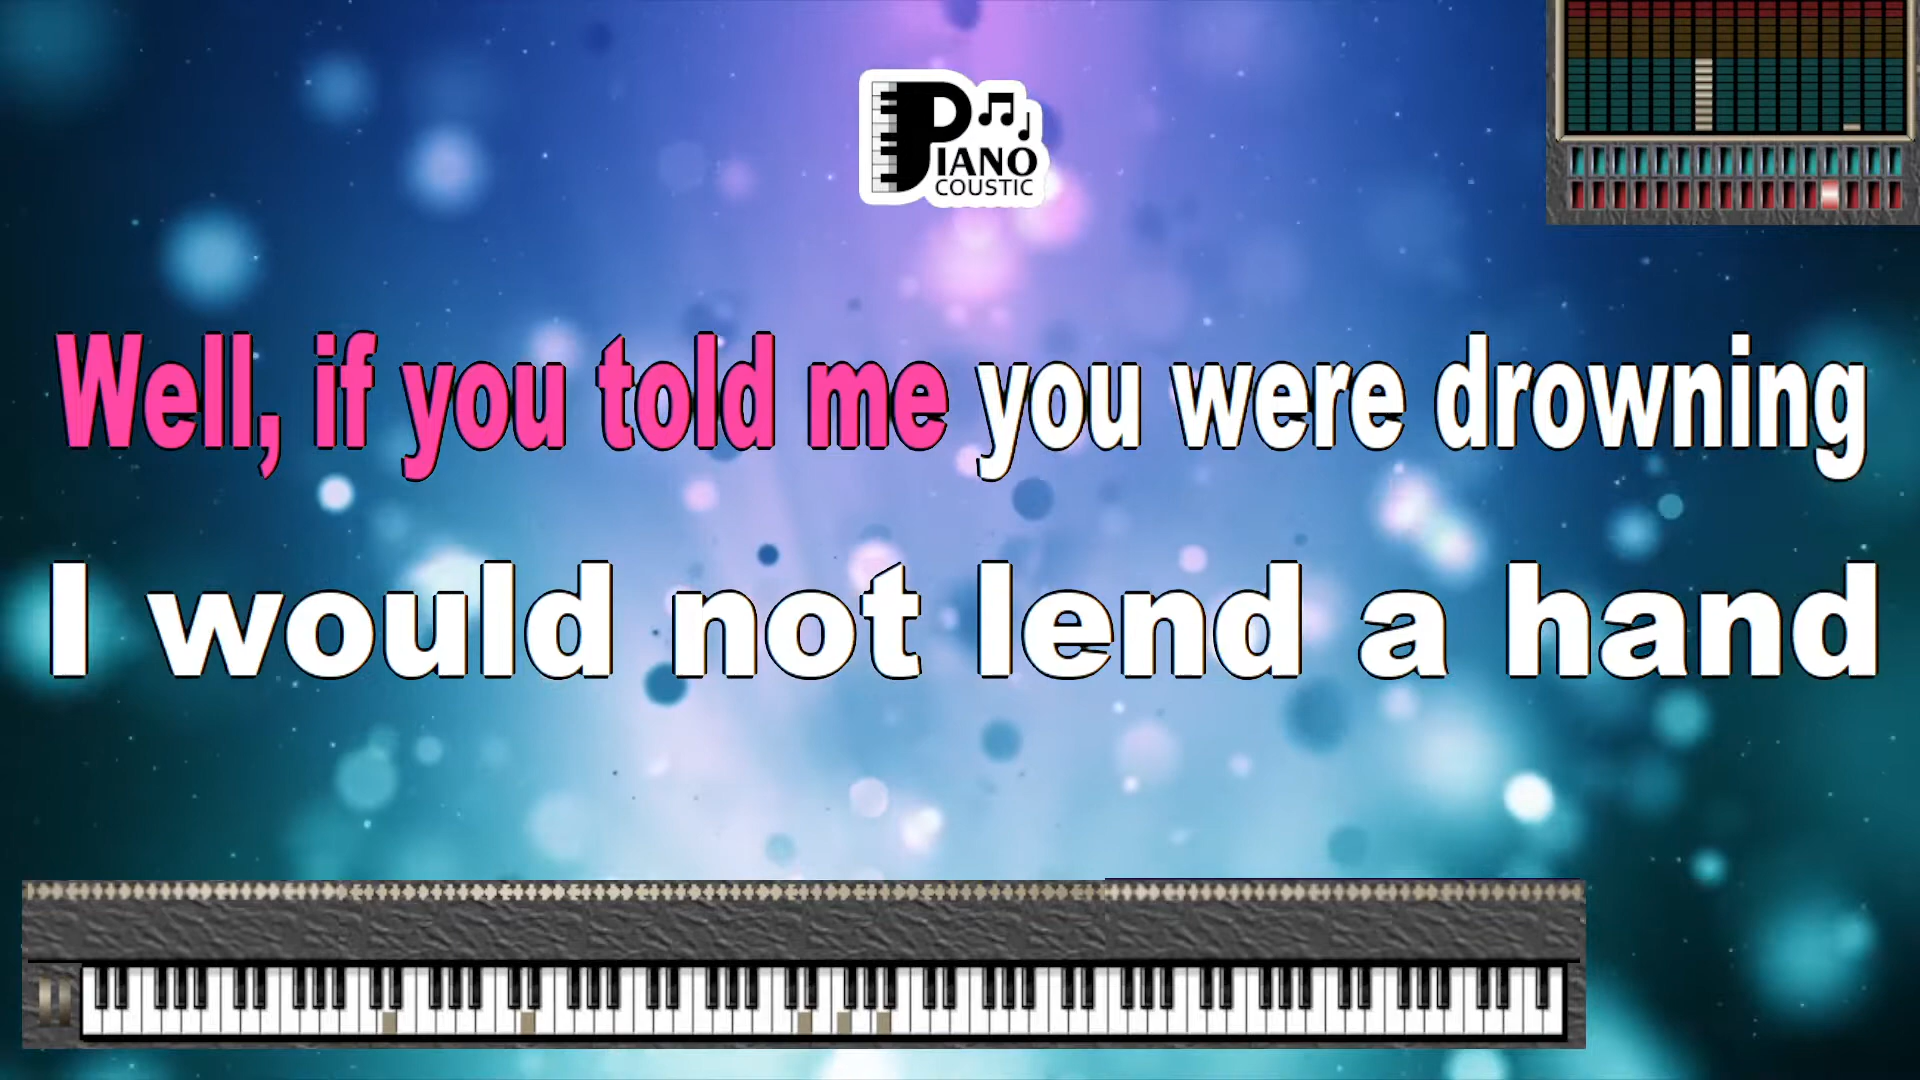 PIANO
COUSTIC
Well, if you told me you were drowning
I would not lend a hand